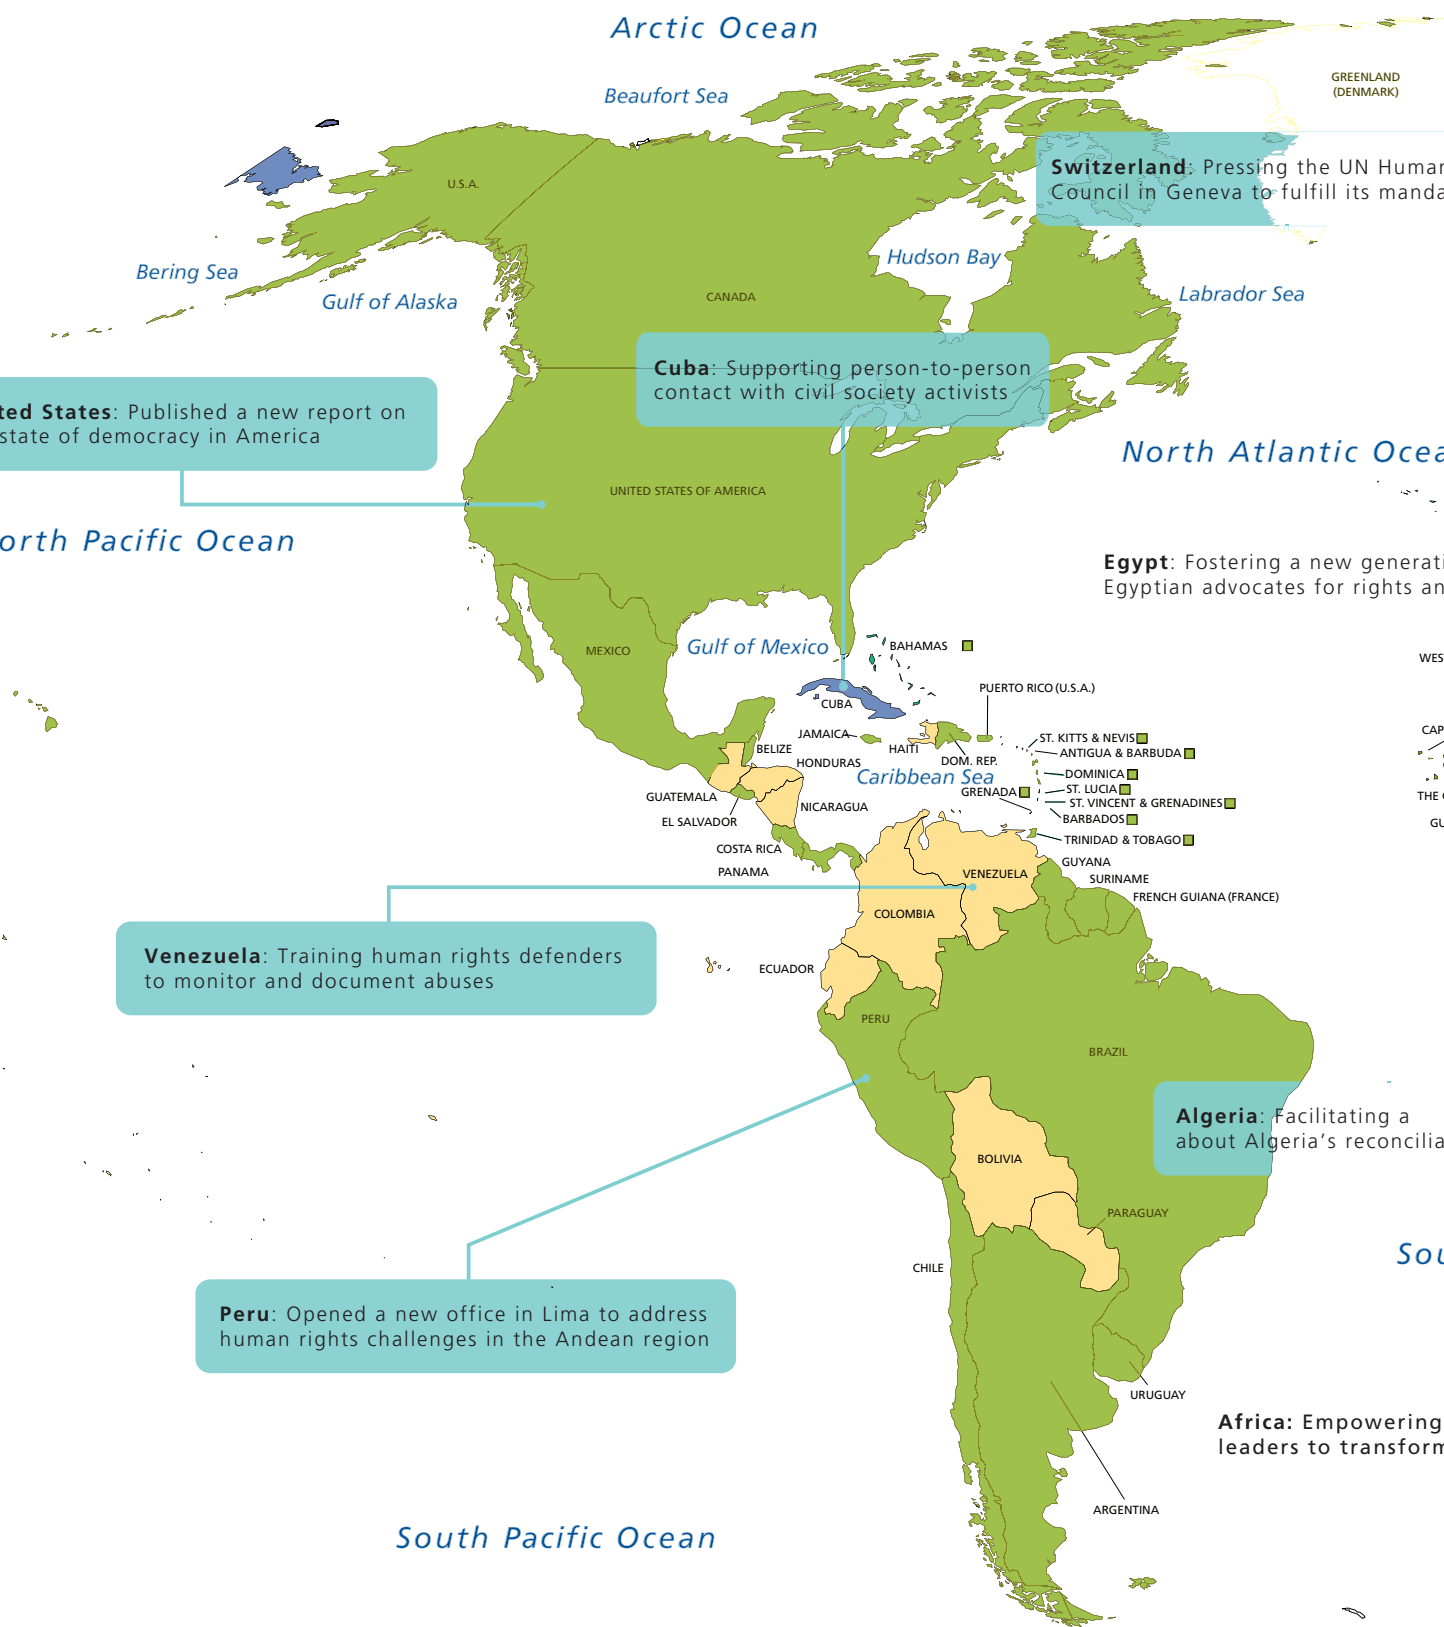 Arctic Ocean
Beaufort Sea
GREENLAND
(DENMARK)
U.S.A.
Switzerland: Pressing the UN Human
Council in Geneva to fulfill its manda
Bering Sea
Gulf of Alaska
Hudson Bay
CANADA
Labrador Sea
Cuba: Supporting person-to-person
contact with civil society activists
ted States: Published a new report on
state of democracy in America
North Atlantic Ocea
UNITED STATES OF AMERICA
orth Pacific Ocean
Egypt: Fostering a new generati
Egyptian advocates for rights an
MEXICO
Gulf of Mexico
BAHAMAS
WES
PUERTO RICO (U.S.A.)
CUBA
JAMAICA
HAITI
DOM. REP.
ST. KITTS & NEVIS
ANTIGUA & BARBUDA
CAP
BELIZE
HONDURAS
Caribbean Sea
DOMINICA
GRENADA
ST. LUCIA
GUATEMALA
NICARAGUA
ST. VINCENT & GRENADINES
THE
EL SALVADOR
BARBADOS
GU
COSTA RICA
TRINIDAD & TOBAGO
PANAMA
VENEZUELA
GUYANA
SURINAME
FRENCH GUIANA (FRANCE)
COLOMBIA
Venezuela: Training human rights defenders
to monitor and document abuses
ECUADOR
PERU
BRAZIL
Algeria: Facilitating a
about Algeria's reconcilia
BOLIVIA
PARAGUAY
CHILE
Sou
Peru: Opened a new office in Lima to address
human rights challenges in the Andean region
URUGUAY
Africa: Empowering
leaders to transform
ARGENTINA
South Pacific Ocean